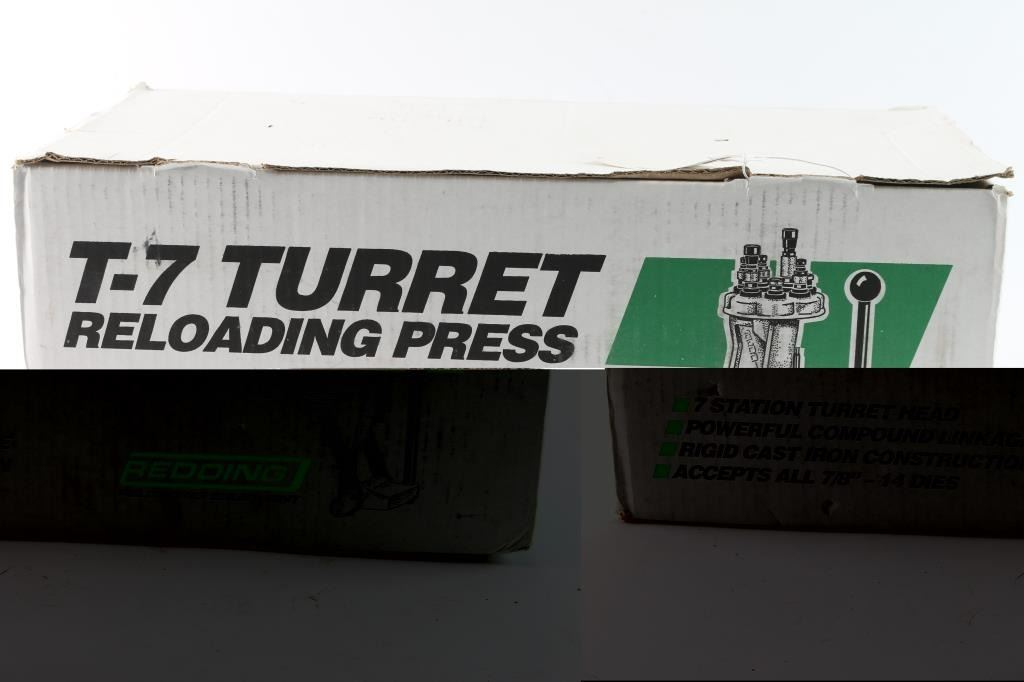 T-7 TURRET
RELOADING PRESS
REDDING
7 STATION TURRET HEAD
POWERFUL COMPOUND
RIGID CAST IRON CONSTRUCTION
ACCEPTS ALL 7/8" - 14 DIES